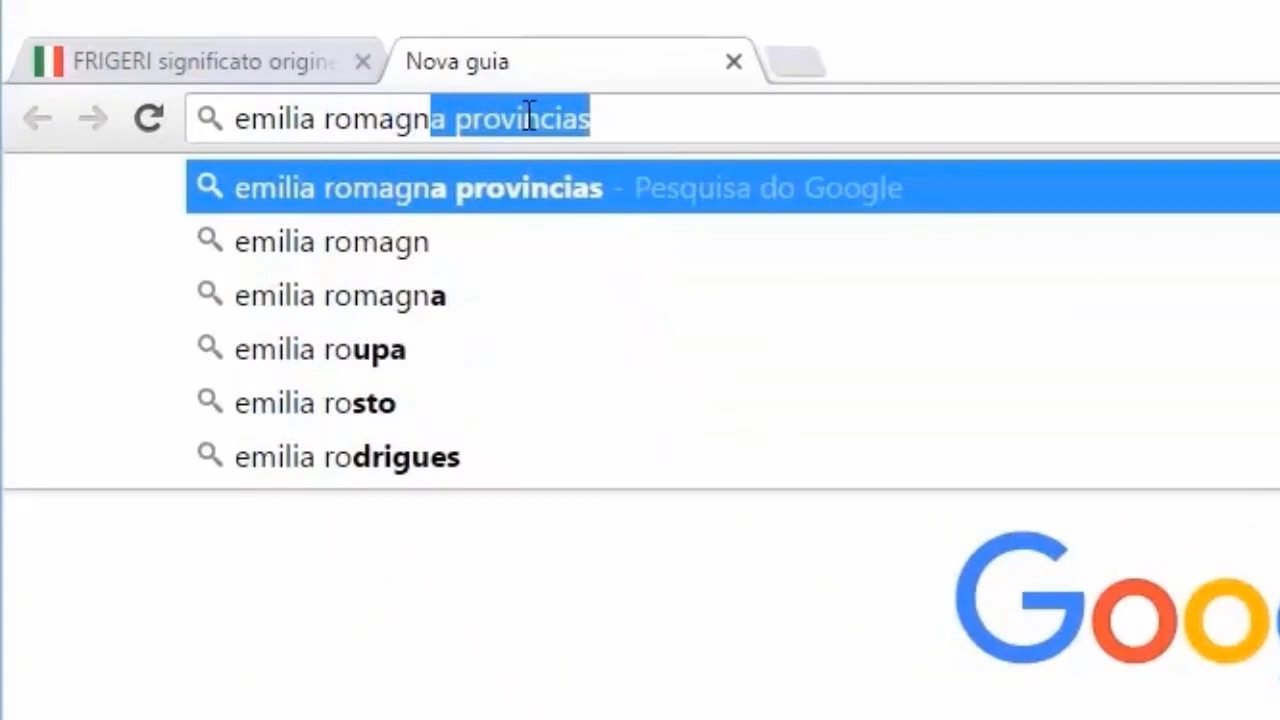 FRIGERI significato origine
Nova guia
emilia romagna provincias
emilia romagna provincias - Pesquisa do Google
emilia romagn
emilia romagna
emilia roupa
emilia rosto
emilia rodrigues
Goo